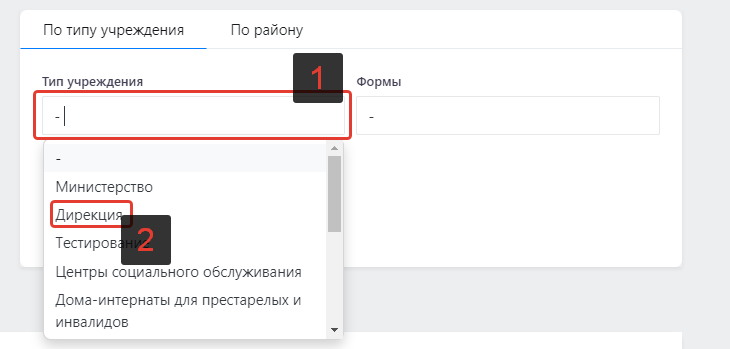 По типу учреждения По району
Тип учреждения 1 Формы
- -
-
Министерство
Дирекция
Тестирование 2
Центры социального обслуживания
Дома-интернаты для престарелых и
инвалидов